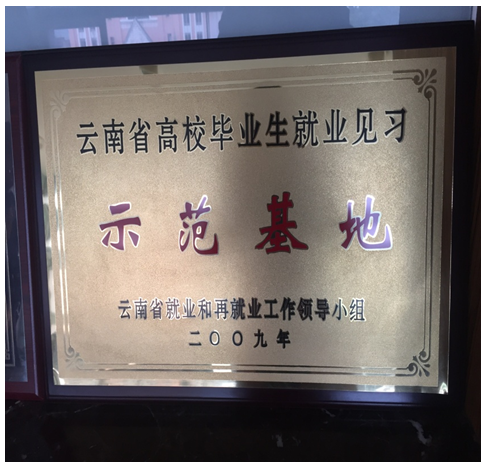 云南省高校毕业生就业见习
示范基地
云南省就业和再就业工作领导小组
二〇〇九年